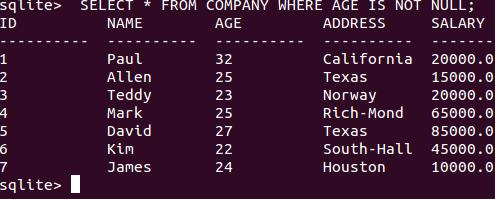 sqlite>  SELECT * FROM COMPANY WHERE AGE IS NOT NULL;
ID          NAME        AGE         ADDRESS     SALARY
----------  ----------  ----------  ----------  -------
1           Paul        32          California  20000.0
2           Allen       25          Texas       15000.0
3           Teddy       23          Norway      20000.0
4           Mark        25          Rich-Mond   65000.0
5           David       27          Texas       85000.0
6           Kim         22          South-Hall  45000.0
7           James       24          Houston     10000.0
sqlite>